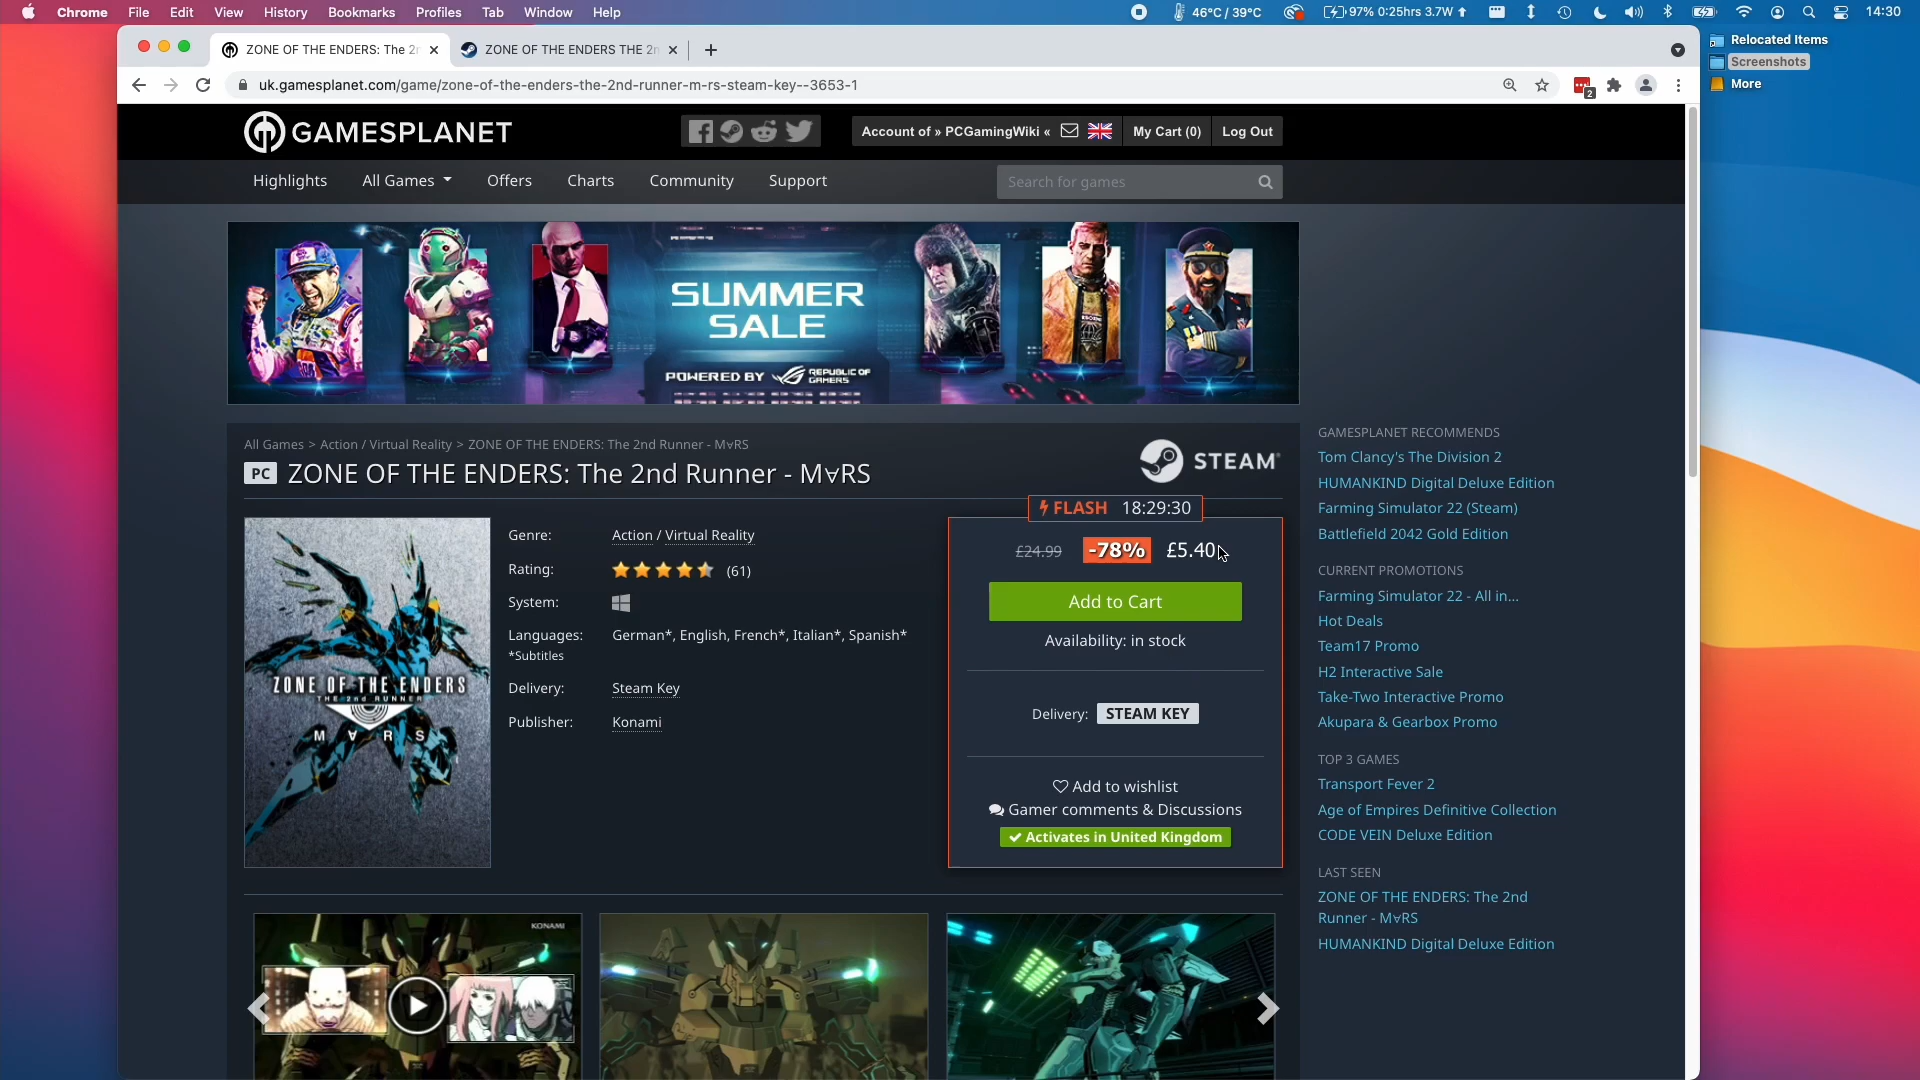 Chrome File Edit View History Bookmarks Profiles Tab Window Help
46°C / 39°C 97% 0:25hrs 3.7W 14:30
Relocated Items
Screenshots
More
ZONE OF THE ENDERS: The 2
ZONE OF THE ENDERS THE 2
uk.gamesplanet.com/game/zone-of-the-enders-the-2nd-runner-m-rs-steam-key--3653-1
2
GAMESPLANET
Account of » PCGamingWiki «
My Cart (0)
Log Out
Highlights All Games Offers Charts Community Support
Search for games
SUMMER
SALE
POWERED BY REPUBLIC OF
GAMERS
All Games > Action / Virtual Reality > ZONE OF THE ENDERS: The 2nd Runner - M∀RS
PC ZONE OF THE ENDERS: The 2nd Runner - M∀RS
STEAM
ZONE OF THE ENDERS
THE 2nd RUNNER
M ∀ R S
Genre: Action / Virtual Reality
Rating: (61)
System:
Languages: German*, English, French*, Italian*, Spanish*
*Subtitles
Delivery: Steam Key
Publisher: Konami
FLASH 18:29:30
£24.99 -78% £5.40
Add to Cart
Availability: in stock
Delivery: STEAM KEY
Add to wishlist
Gamer comments & Discussions
Activates in United Kingdom
GAMESPLANET RECOMMENDS
Tom Clancy's The Division 2
HUMANKIND Digital Deluxe Edition
Farming Simulator 22 (Steam)
Battlefield 2042 Gold Edition
CURRENT PROMOTIONS
Farming Simulator 22 - All in...
Hot Deals
Team17 Promo
H2 Interactive Sale
Take-Two Interactive Promo
Akupara & Gearbox Promo
TOP 3 GAMES
Transport Fever 2
Age of Empires Definitive Collection
CODE VEIN Deluxe Edition
LAST SEEN
ZONE OF THE ENDERS: The 2nd
Runner - M∀RS
HUMANKIND Digital Deluxe Edition
KONAMI